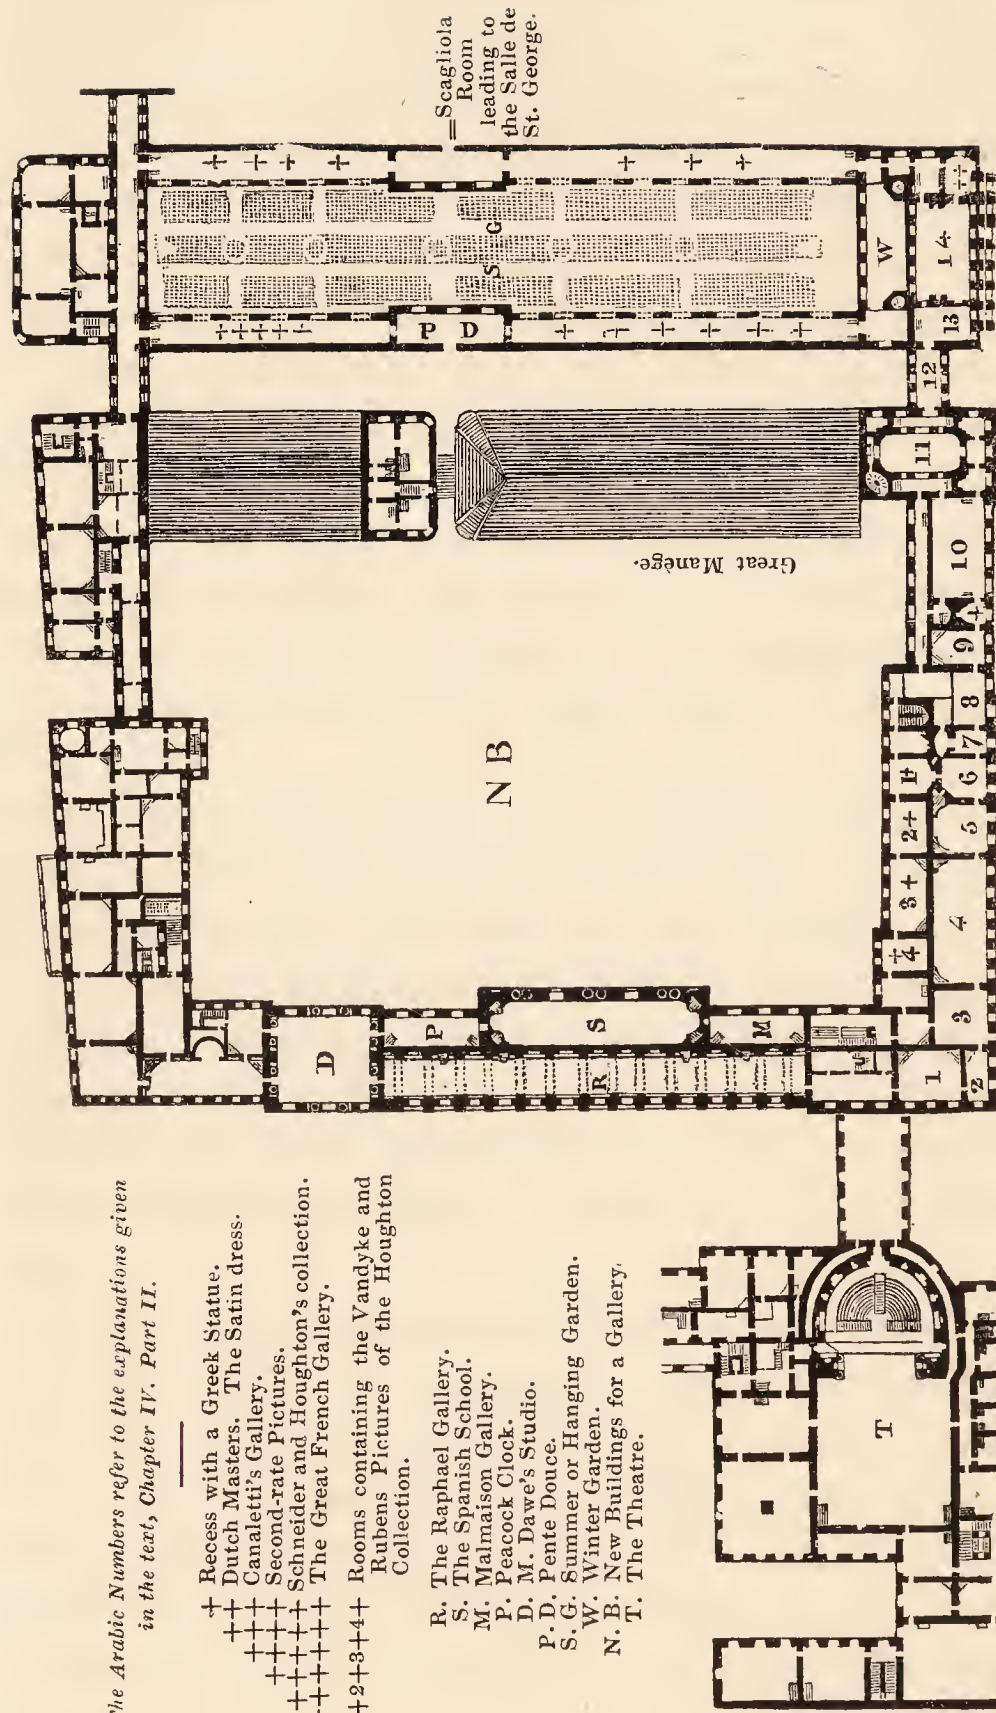 The Arabic Numbers refer to the explanations given
in the text, Chapter IV. Part II.
+ Recess with a Greek Statue.
++ Dutch Masters. The Satin dress.
+++ Canaletti's Gallery.
++++ Second-rate Pictures.
+++++ Schneider and Houghton's collection.
++++++ The Great French Gallery.
+2+3+4+ Rooms containing the Vandyke and
Rubens Pictures of the Houghton
Collection.
R. The Raphael Gallery.
S. The Spanish School.
M. Malmaison Gallery.
P. Peacock Clock.
D. M. Dawe's Studio.
P. D. Pente Douce.
S. G. Summer or Hanging Garden.
W. Winter Garden.
N. B. New Buildings for a Gallery.
T. The Theatre.
=Scagliola
Room
leading to
the Salle de
St. George.
Great Manège.
N B
S G
P D
W
D
P
S
R
M
T
1
2
3
4
5
6
7
8
9
10
11
12
13
14
1+
2+
3+
+4